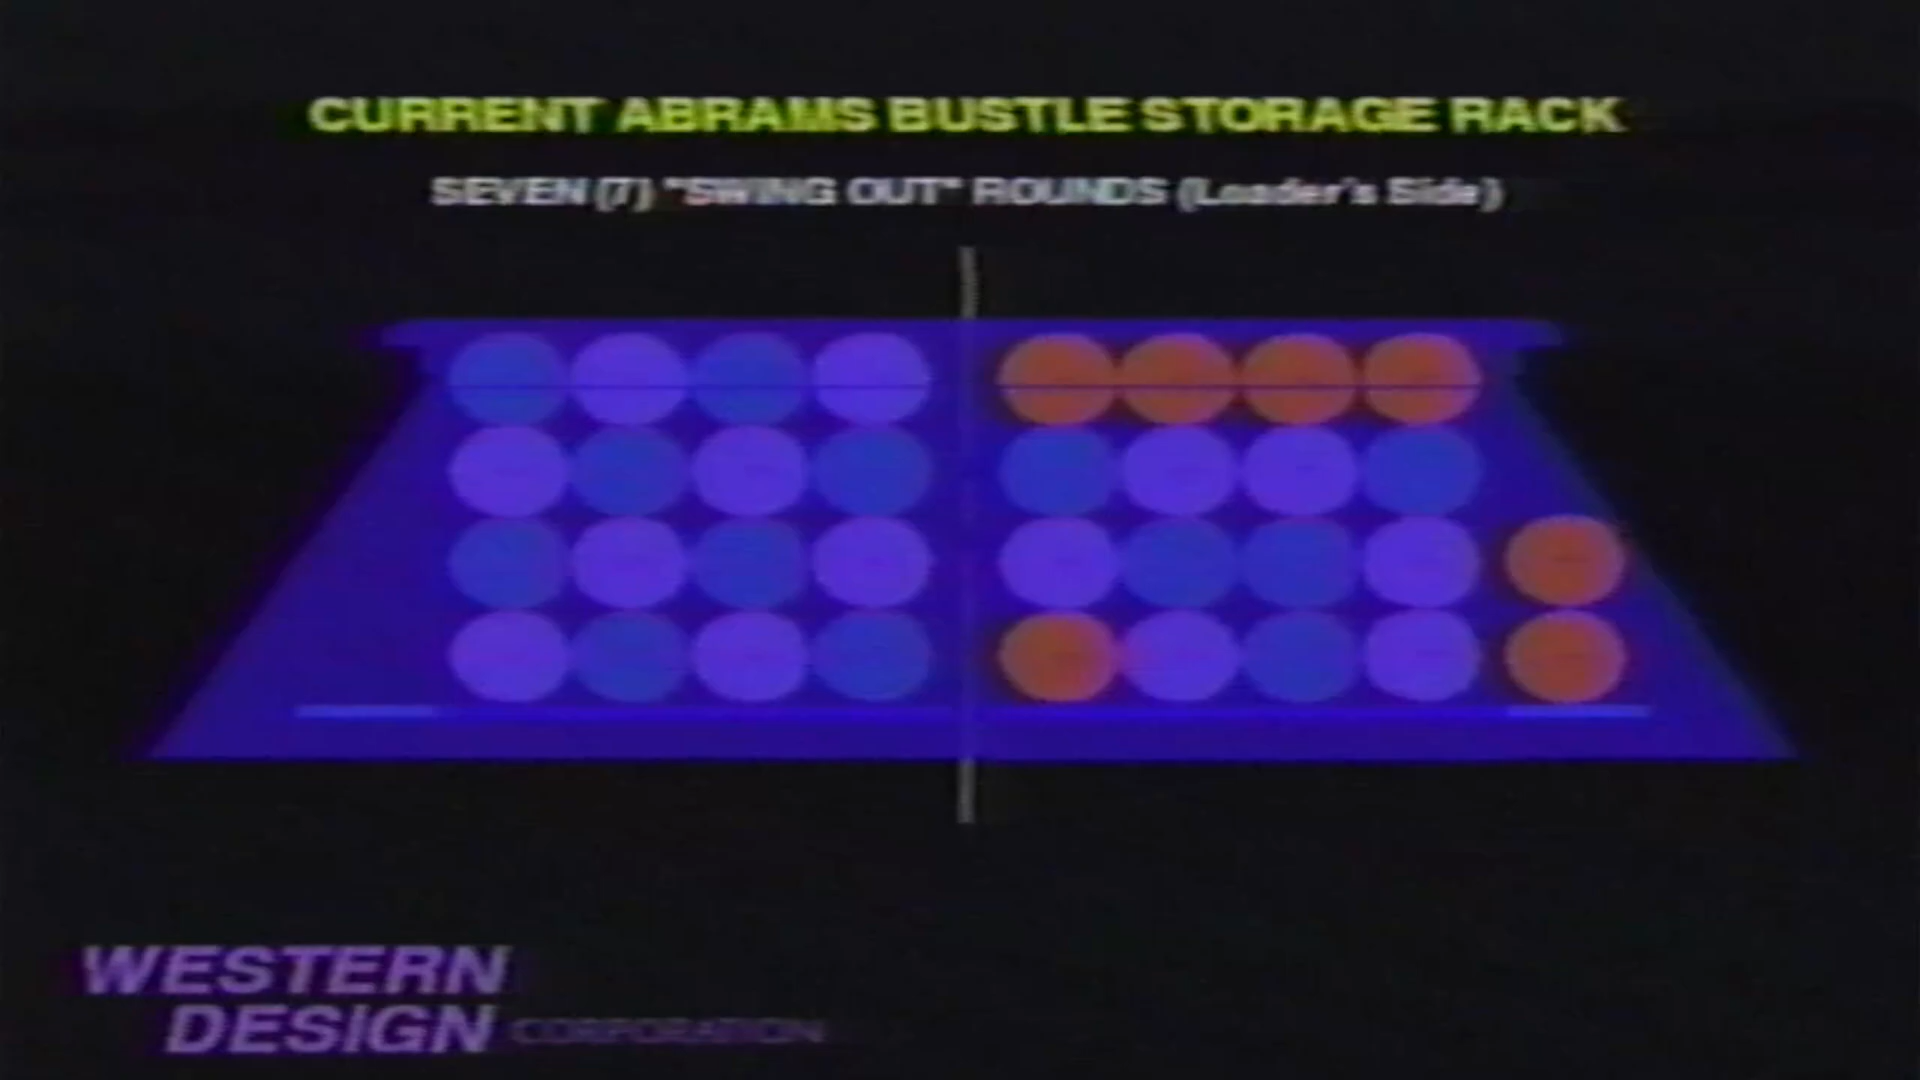 CURRENT ABRAMS BUSTLE STORAGE RACK
SEVEN (7) "SWING OUT" ROUNDS (Loader's Side)
WESTERN
DESIGN CORPORATION